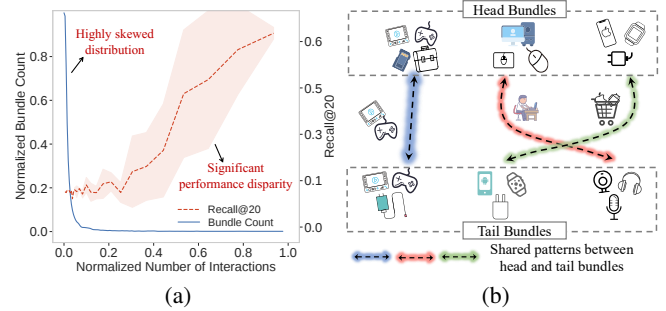 Highly skewed
distribution
Normalized Bundle Count
0.8
0.6
0.4
0.2
0.0
Significant
performance disparity
Recall@20
Bundle Count
0.6
0.5
0.3
0.1
0.0
Recall@20
0.0
0.2
0.4
0.6
0.8
1.0
Normalized Number of Interactions
(a)
Head Bundles
Tail Bundles
Shared patterns between
head and tail bundles
(b)